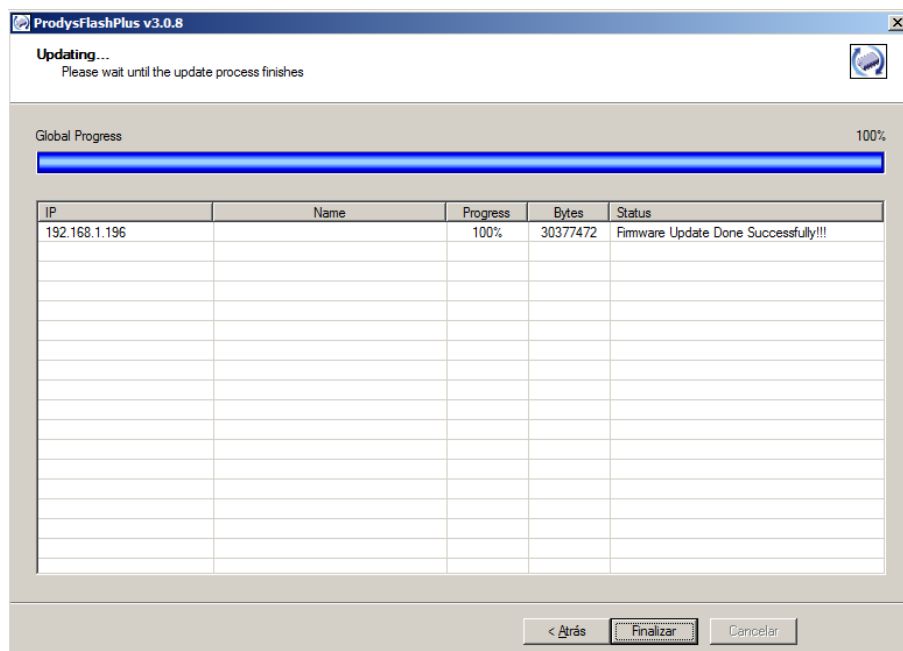 ProdysFlashPlus v3.0.8
Updating...
Please wait until the update process finishes
Global Progress 100%
IP Name Progress Bytes Status
192.168.1.196 100% 30377472 Firmware Update Done Successfully!!!
< Atrás Finalizar Cancelar